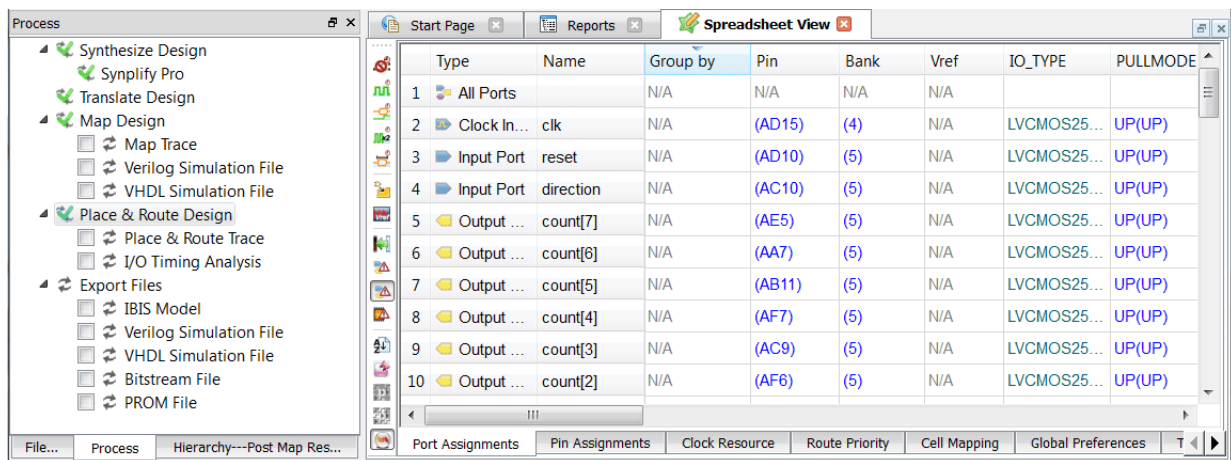 Process
Synthesize Design
Synplify Pro
Translate Design
Map Design
Map Trace
Verilog Simulation File
VHDL Simulation File
Place & Route Design
Place & Route Trace
I/O Timing Analysis
Export Files
IBIS Model
Verilog Simulation File
VHDL Simulation File
Bitstream File
PROM File
File... Process Hierarchy---Post Map Res...
Start Page Reports Spreadsheet View
Type Name Group by Pin Bank Vref IO_TYPE PULLMODE
1 All Ports N/A N/A N/A N/A
2 Clock In... clk N/A (AD15) (4) N/A LVCMOS25... UP(UP)
3 Input Port reset N/A (AD10) (5) N/A LVCMOS25... UP(UP)
4 Input Port direction N/A (AC10) (5) N/A LVCMOS25... UP(UP)
5 Output ... count[7] N/A (AE5) (5) N/A LVCMOS25... UP(UP)
6 Output ... count[6] N/A (AA7) (5) N/A LVCMOS25... UP(UP)
7 Output ... count[5] N/A (AB11) (5) N/A LVCMOS25... UP(UP)
8 Output ... count[4] N/A (AF7) (5) N/A LVCMOS25... UP(UP)
9 Output ... count[3] N/A (AC9) (5) N/A LVCMOS25... UP(UP)
10 Output ... count[2] N/A (AF6) (5) N/A LVCMOS25... UP(UP)
Port Assignments Pin Assignments Clock Resource Route Priority Cell Mapping Global Preferences T